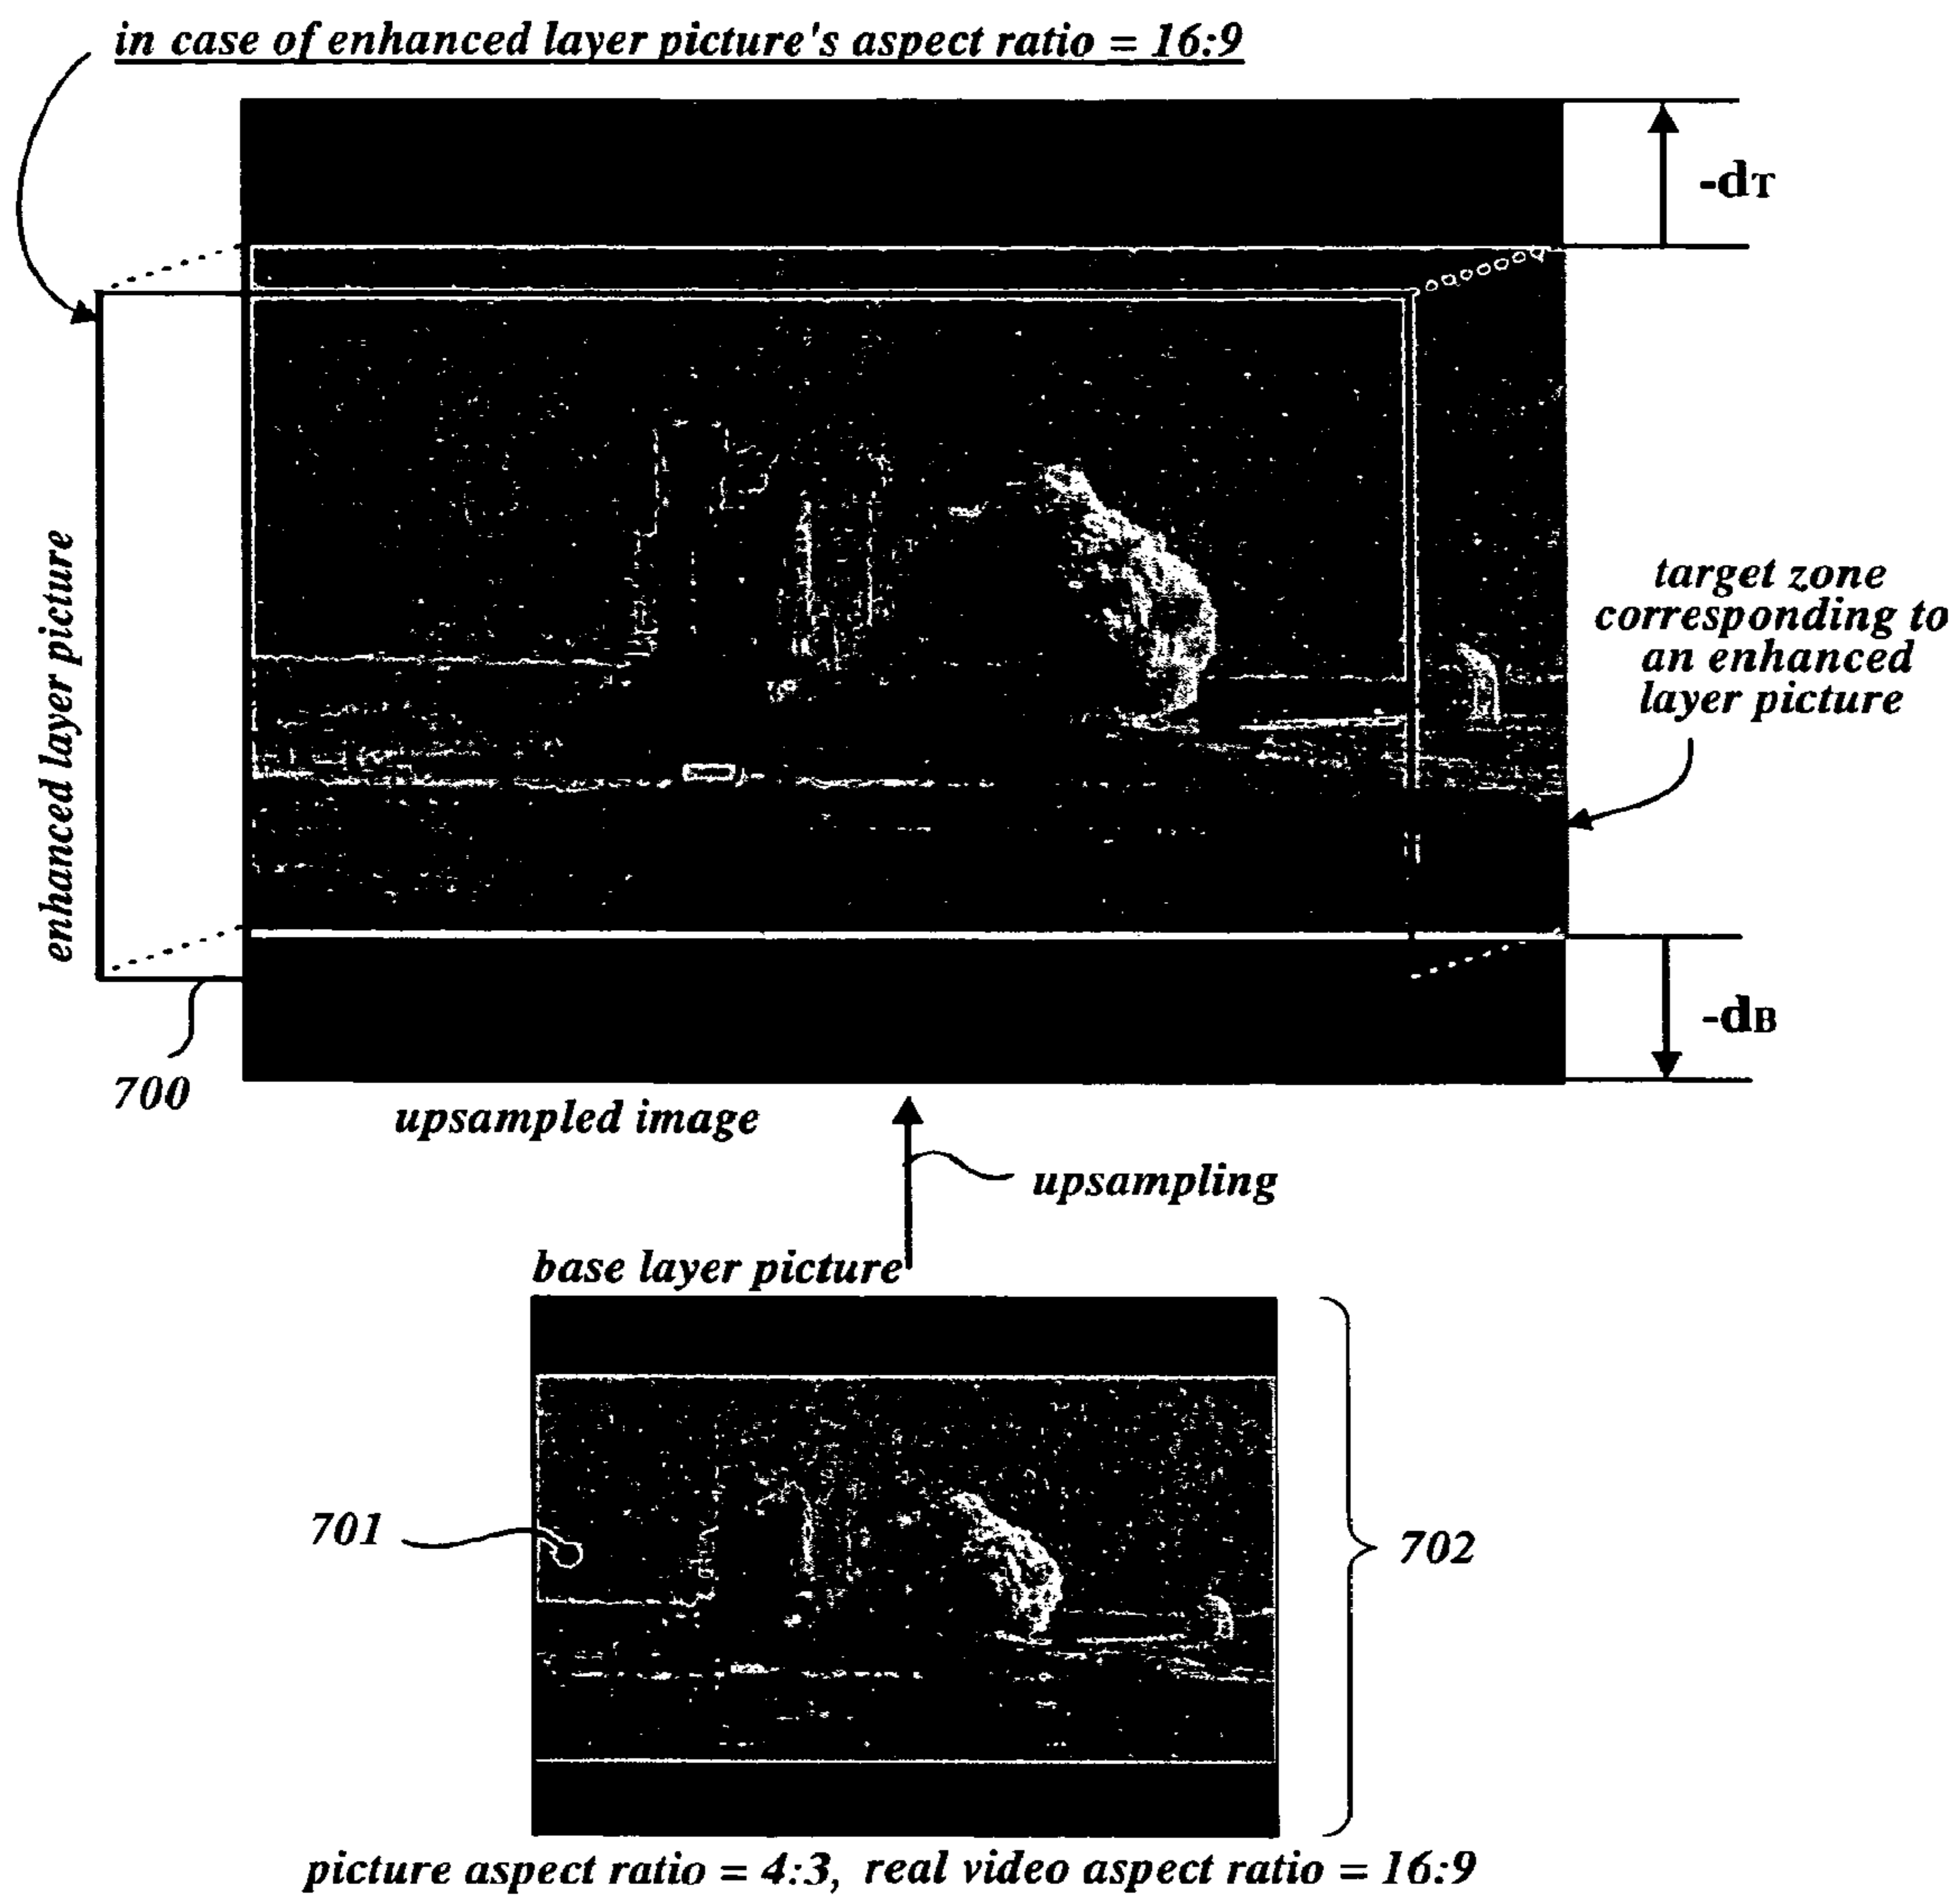 in case of enhanced layer picture's aspect ratio = 16:9
-dT
enhanced layer picture
target zone
corresponding to
an enhanced
layer picture
-dB
700
upsampled image
upsampling
base layer picture
701
702
picture aspect ratio = 4:3, real video aspect ratio = 16:9